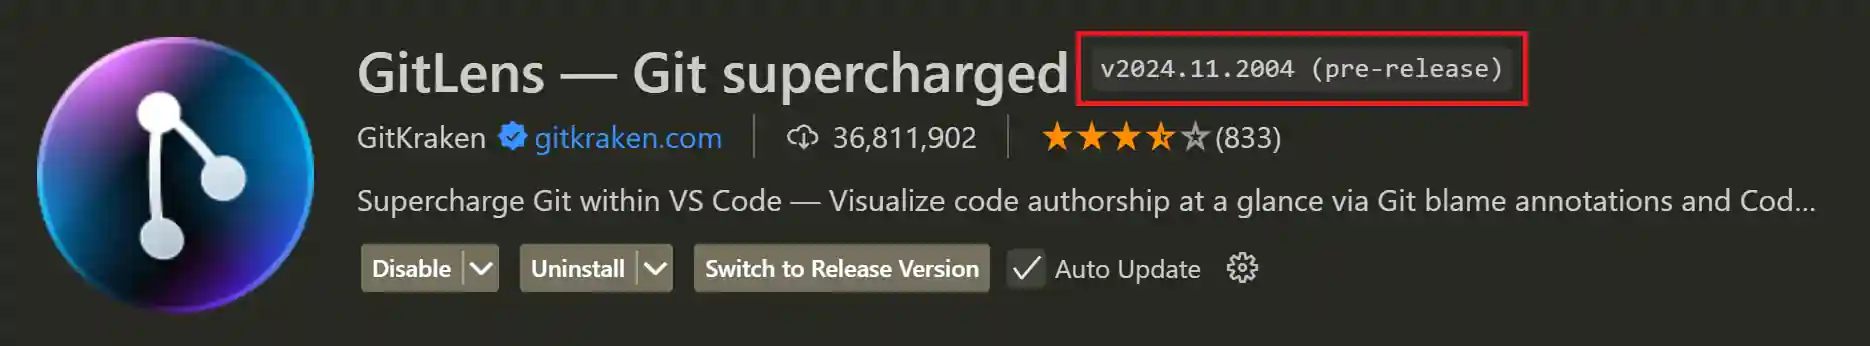 GitLens — Git supercharged v2024.11.2004 (pre-release)
GitKraken gitkraken.com 36,811,902 (833)
Supercharge Git within VS Code — Visualize code authorship at a glance via Git blame annotations and Cod...
Disable Uninstall Switch to Release Version Auto Update